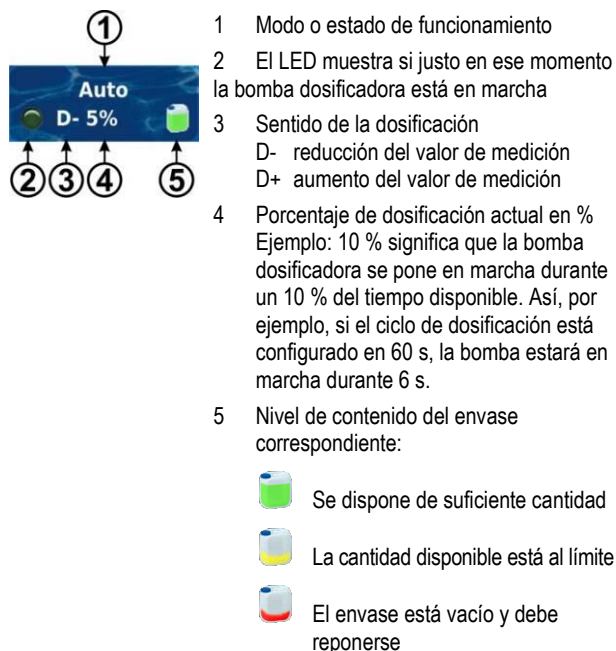 1
Auto
D- 5%
2 3 4 5
1 Modo o estado de funcionamiento
2 El LED muestra si justo en ese momento
la bomba dosificadora está en marcha
3 Sentido de la dosificación
D- reducción del valor de medición
D+ aumento del valor de medición
4 Porcentaje de dosificación actual en %
Ejemplo: 10 % significa que la bomba
dosificadora se pone en marcha durante
un 10 % del tiempo disponible. Así, por
ejemplo, si el ciclo de dosificación está
configurado en 60 s, la bomba estará en
marcha durante 6 s.
5 Nivel de contenido del envase
correspondiente:
Se dispone de suficiente cantidad
La cantidad disponible está al límite
El envase está vacío y debe
reponerse